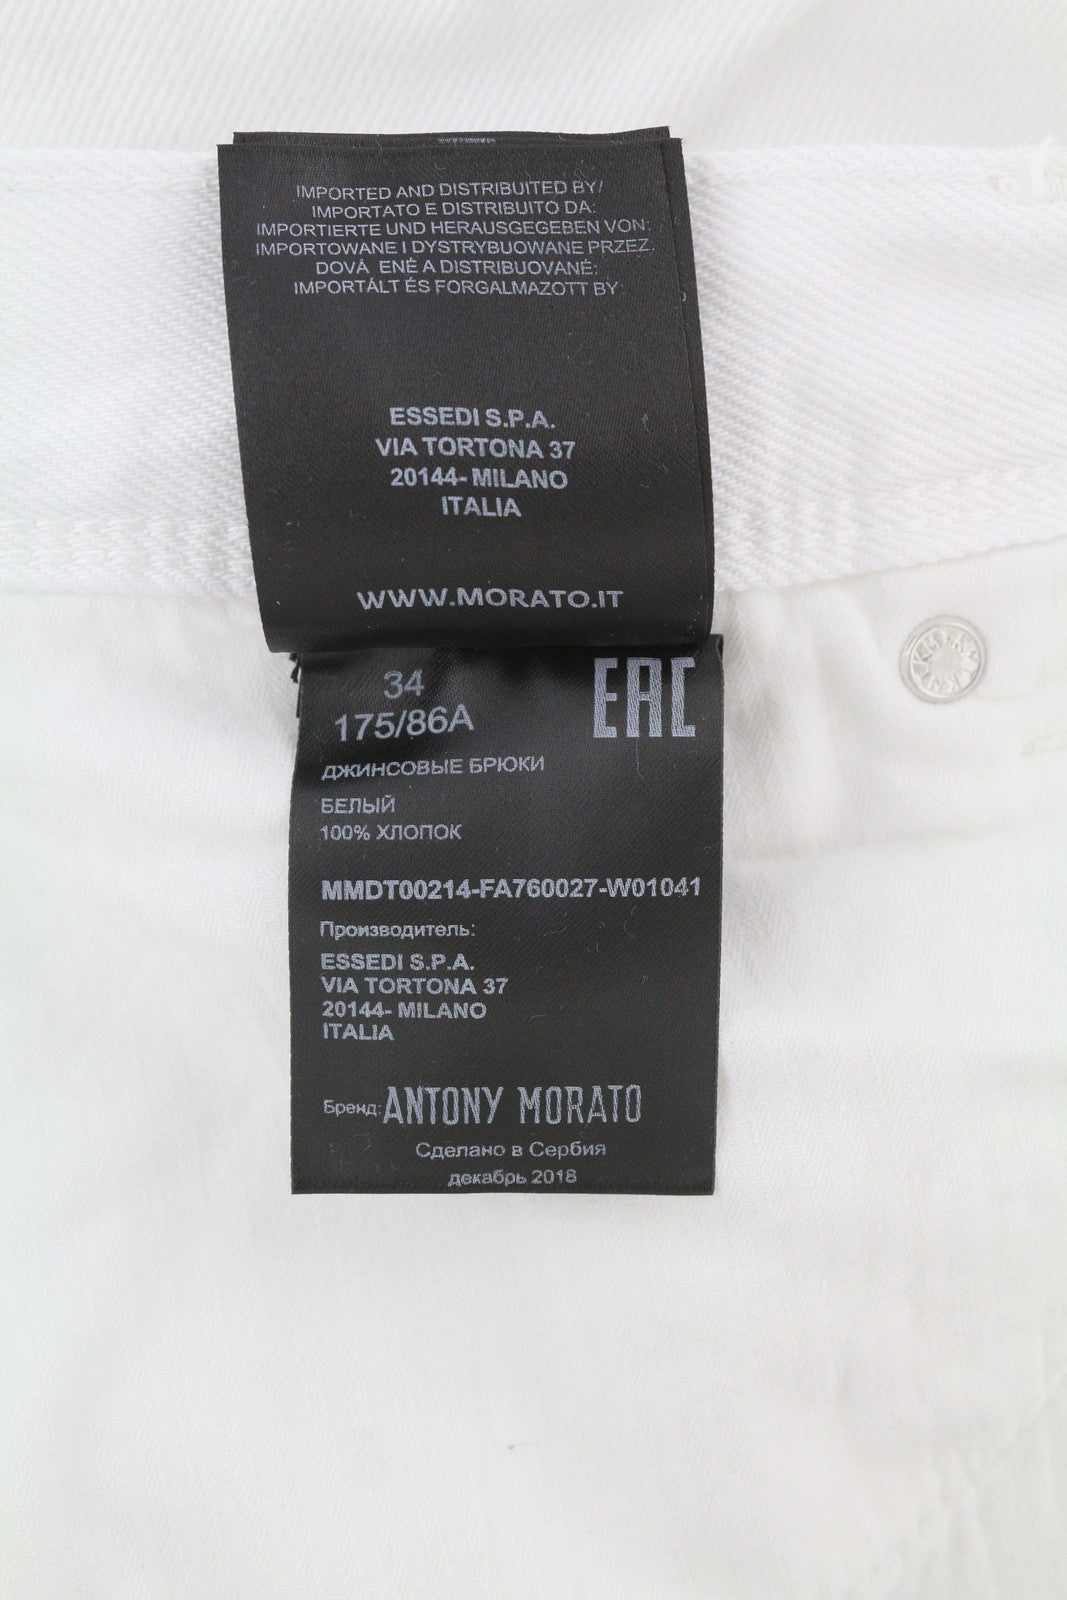 IMPORTED AND DISTRIBUITED BY/
IMPORTATO E DISTRIBUITO DA:
IMPORTIERTE UND HERAUSGEGEBEN VON:
IMPORTOWANE I DYSTRYBUOWANE PRZEZ:
DOVÁ ENÉ A DISTRIBUOVANÉ:
IMPORTÁLT ÉS FORGALMAZOTT BY:
ESSEDI S.P.A.
VIA TORTONA 37
20144- MILANO
ITALIA
WWW.MORATO.IT
34
175/86A
EAC
ДЖИНСОВЫЕ БРЮКИ
БЕЛЫЙ
100% ХЛОПОК
MMDT00214-FA760027-W01041
Производитель:
ESSEDI S.P.A.
VIA TORTONA 37
20144- MILANO
ITALIA
Бренд: ANTONY MORATO
Сделано в Сербия
декабрь 2018